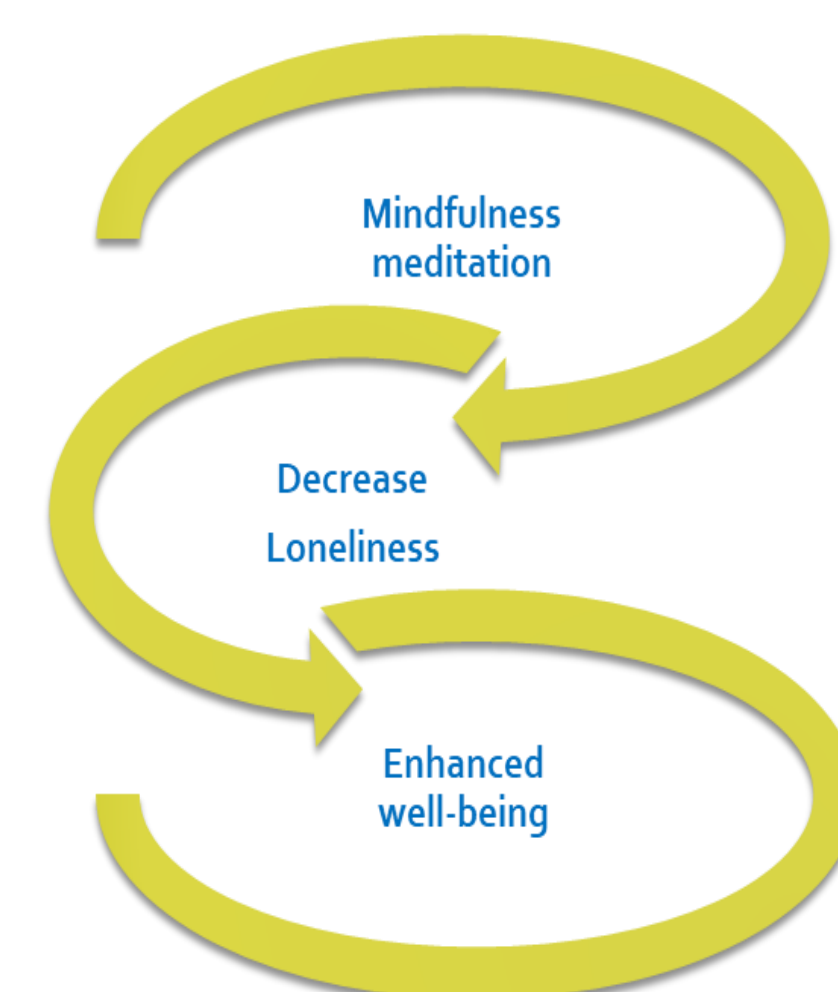 Mindfulness
meditation
Decrease
Loneliness
Enhanced
well-being